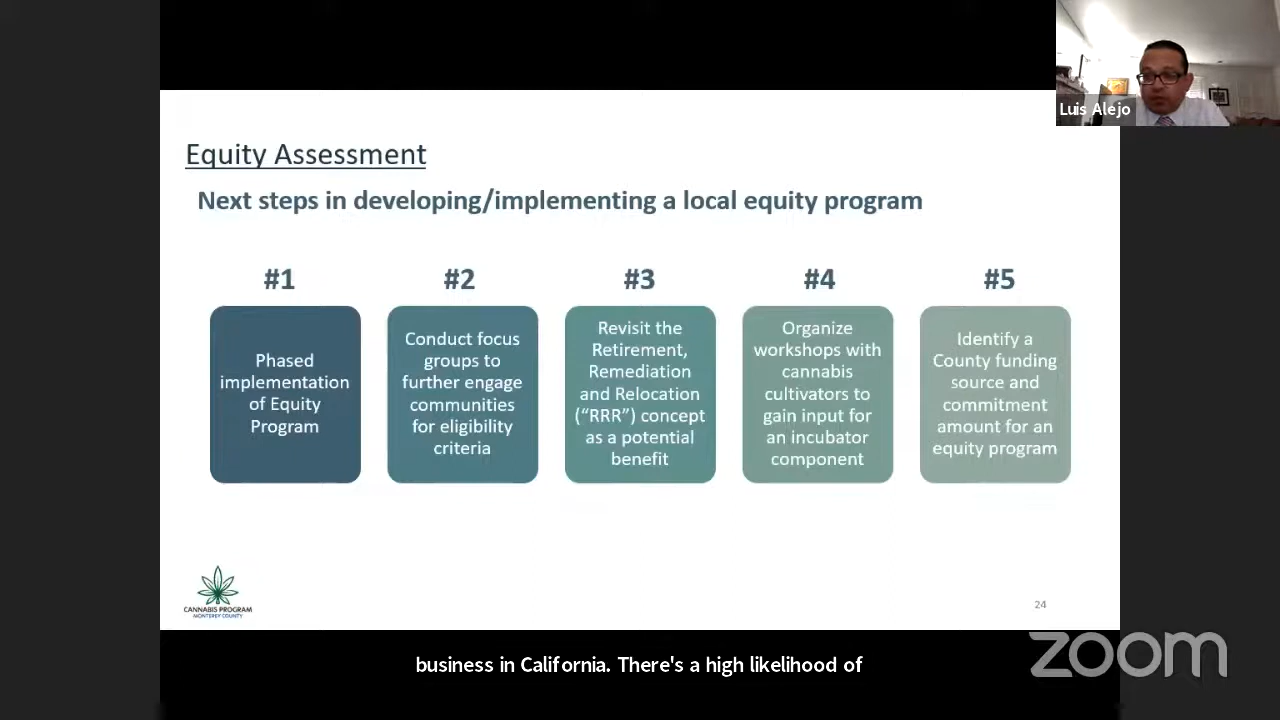 Luis Alejo
Equity Assessment
Next steps in developing/implementing a local equity program
#1
Phased
implementation
of Equity
Program
#2
Conduct focus
groups to
further engage
communities
for eligibility
criteria
#3
Revisit the
Retirement,
Remediation
and Relocation
(“RRR”) concept
as a potential
benefit
#4
Organize
workshops with
cannabis
cultivators to
gain input for
an incubator
component
#5
Identify a
County funding
source and
commitment
amount for an
equity program
CANNABIS PROGRAM
MONTEREY COUNTY
24
business in California. There's a high likelihood of
zoom